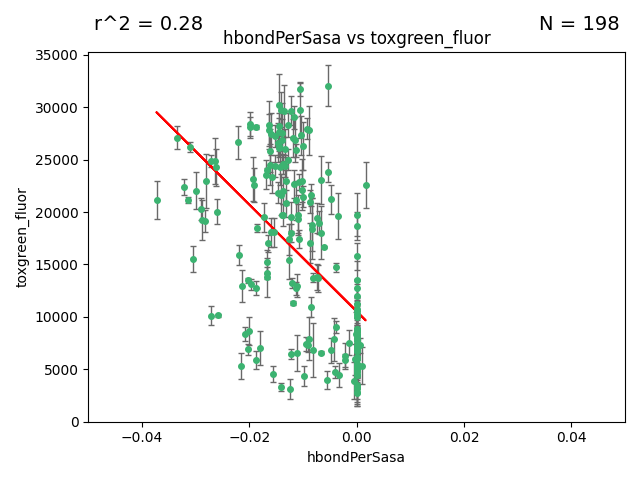 r^2 = 0.28
N = 198
hbondPerSasa vs toxgreen_fluor
35000
30000
25000
20000
15000
10000
5000
0
toxgreen_fluor
−0.04
−0.02
0.00
0.02
0.04
hbondPerSasa